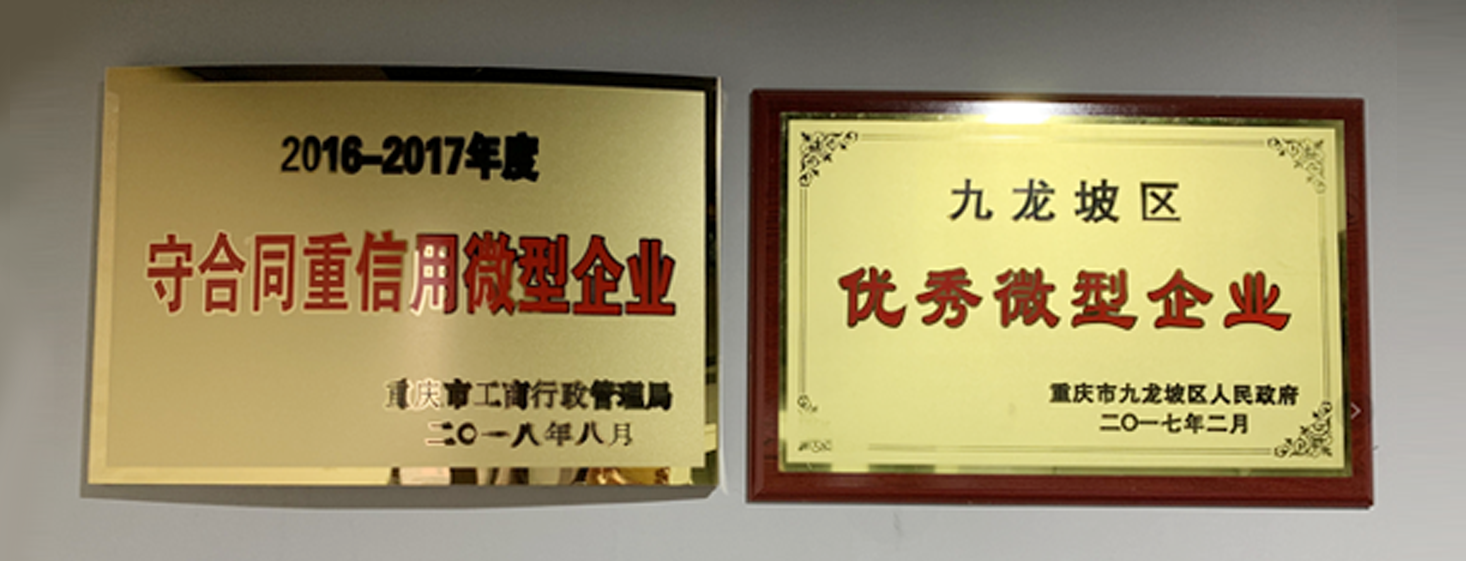 2016-2017年度
守合同重信用微型企业
重庆市工商行政管理局
二〇一八年八月
九龙坡区
优秀微型企业
重庆市九龙坡区人民政府
二〇一七年二月